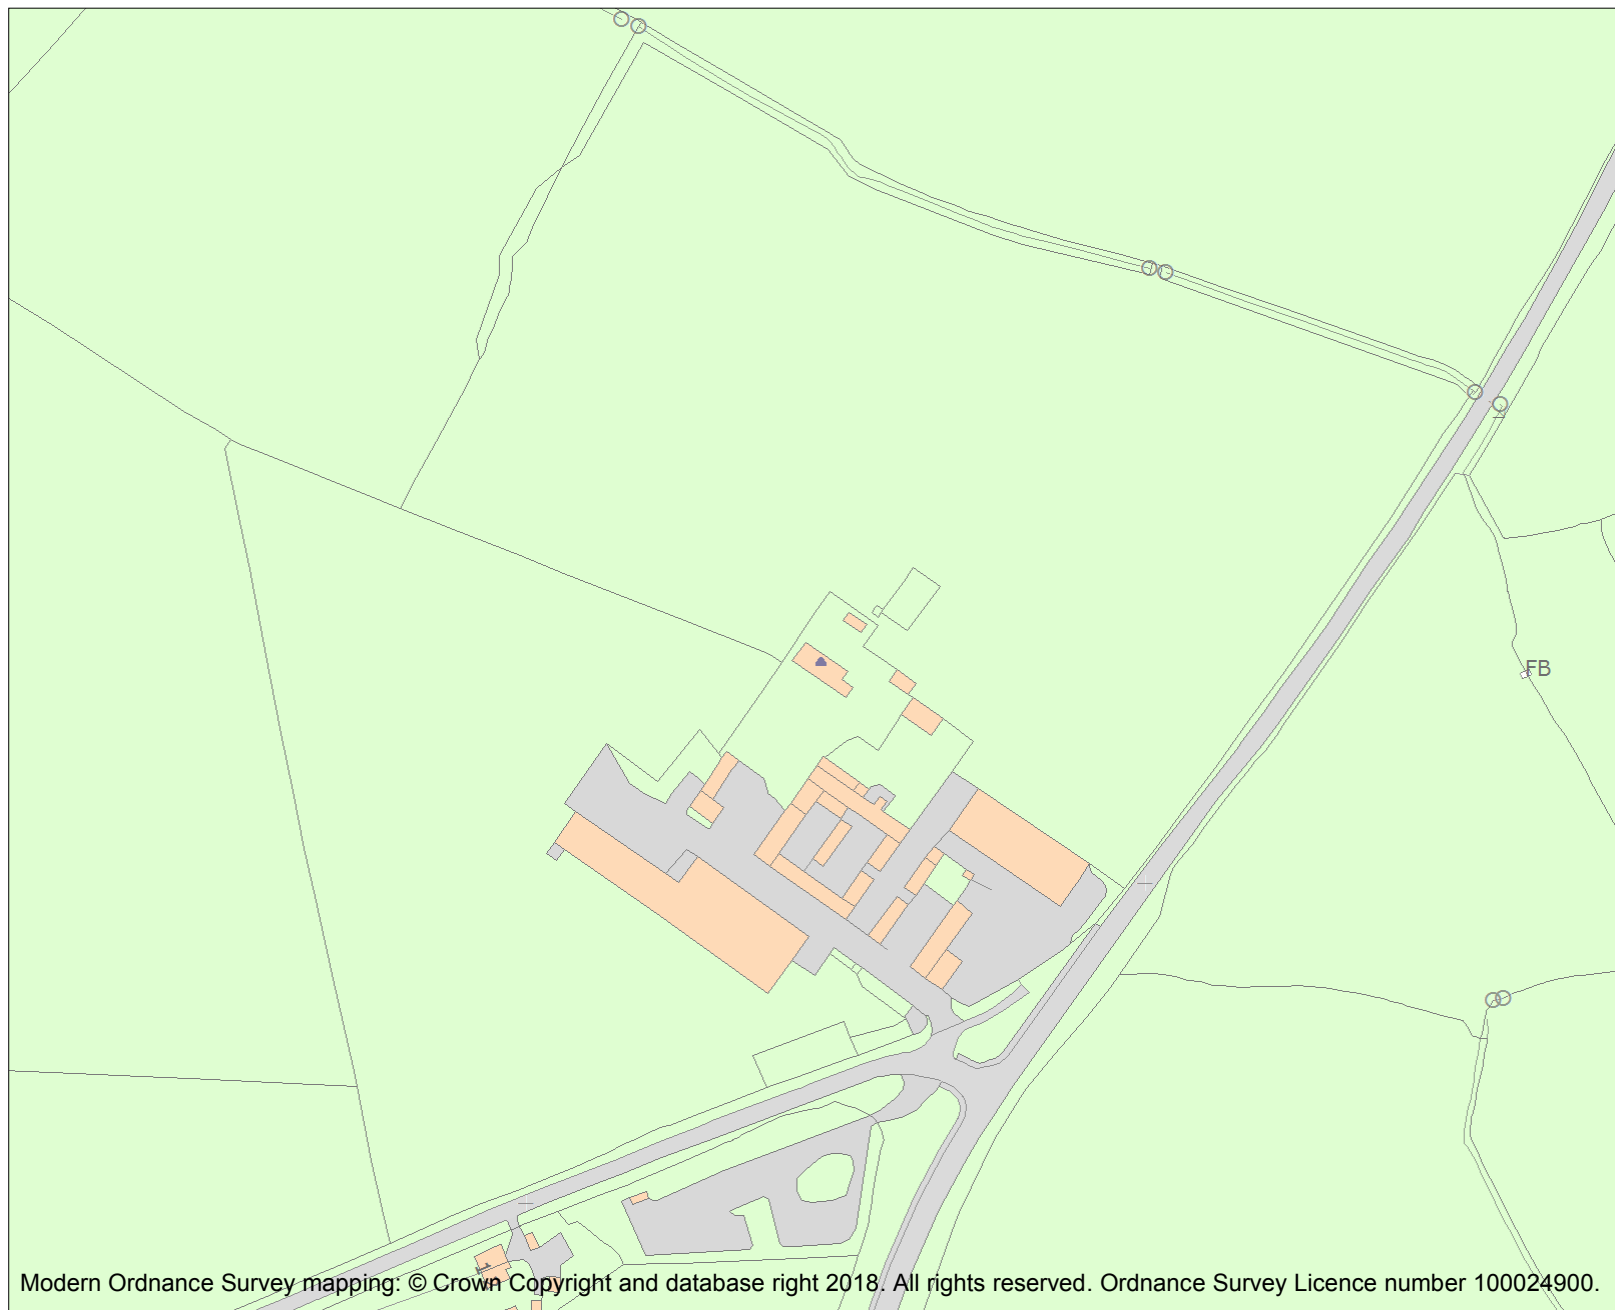 FB
Modern Ordnance Survey mapping: © Crown Copyright and database right 2018. All rights reserved. Ordnance Survey Licence number 100024900.